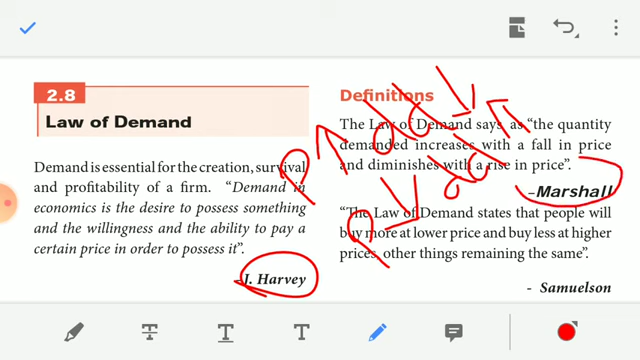 2.8
Law of Demand
Demand is essential for the creation, survival
and profitability of a firm. “Demand in
economics is the desire to possess something
and the willingness and the ability to pay a
certain price in order to possess it”.
-J. Harvey
Definitions
The Law of Demand says, as “the quantity
demanded increases with a fall in price
and diminishes with a rise in price”.
–Marshall
“The Law of Demand states that people will
buy more at lower price and buy less at higher
prices, other things remaining the same”.
- Samuelson
P↑ dd↓
P↓ dd↑